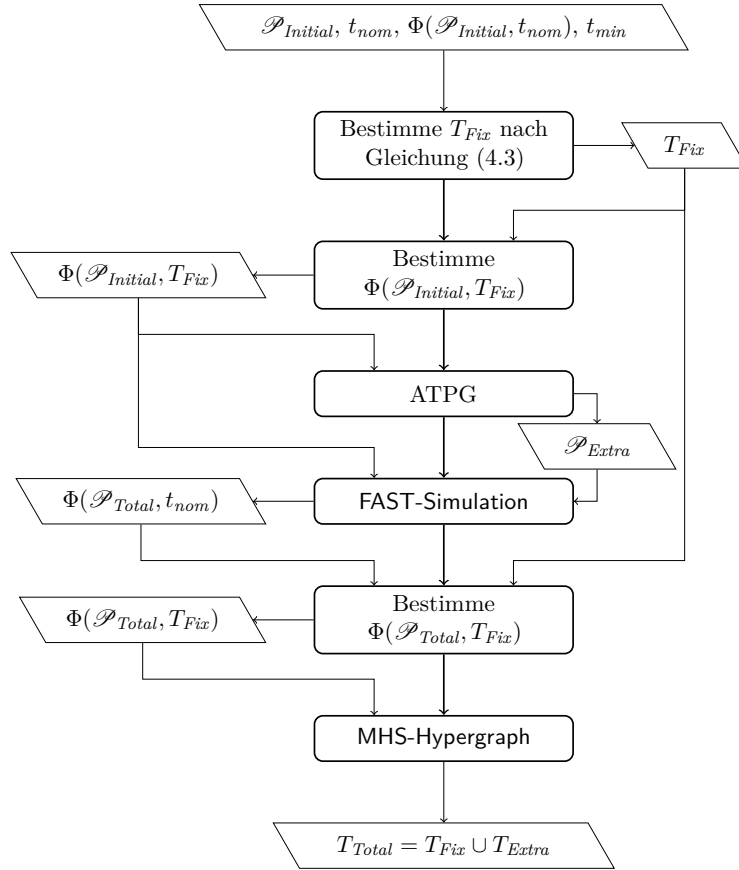 𝒫_Initial, t_nom, Φ(𝒫_Initial, t_nom), t_min
Bestimme T_Fix nach
Gleichung (4.3)
T_Fix
Φ(𝒫_Initial, T_Fix)
Bestimme
Φ(𝒫_Initial, T_Fix)
ATPG
𝒫_Extra
Φ(𝒫_Total, t_nom)
FAST-Simulation
Φ(𝒫_Total, T_Fix)
Bestimme
Φ(𝒫_Total, T_Fix)
MHS-Hypergraph
T_Total = T_Fix ∪ T_Extra